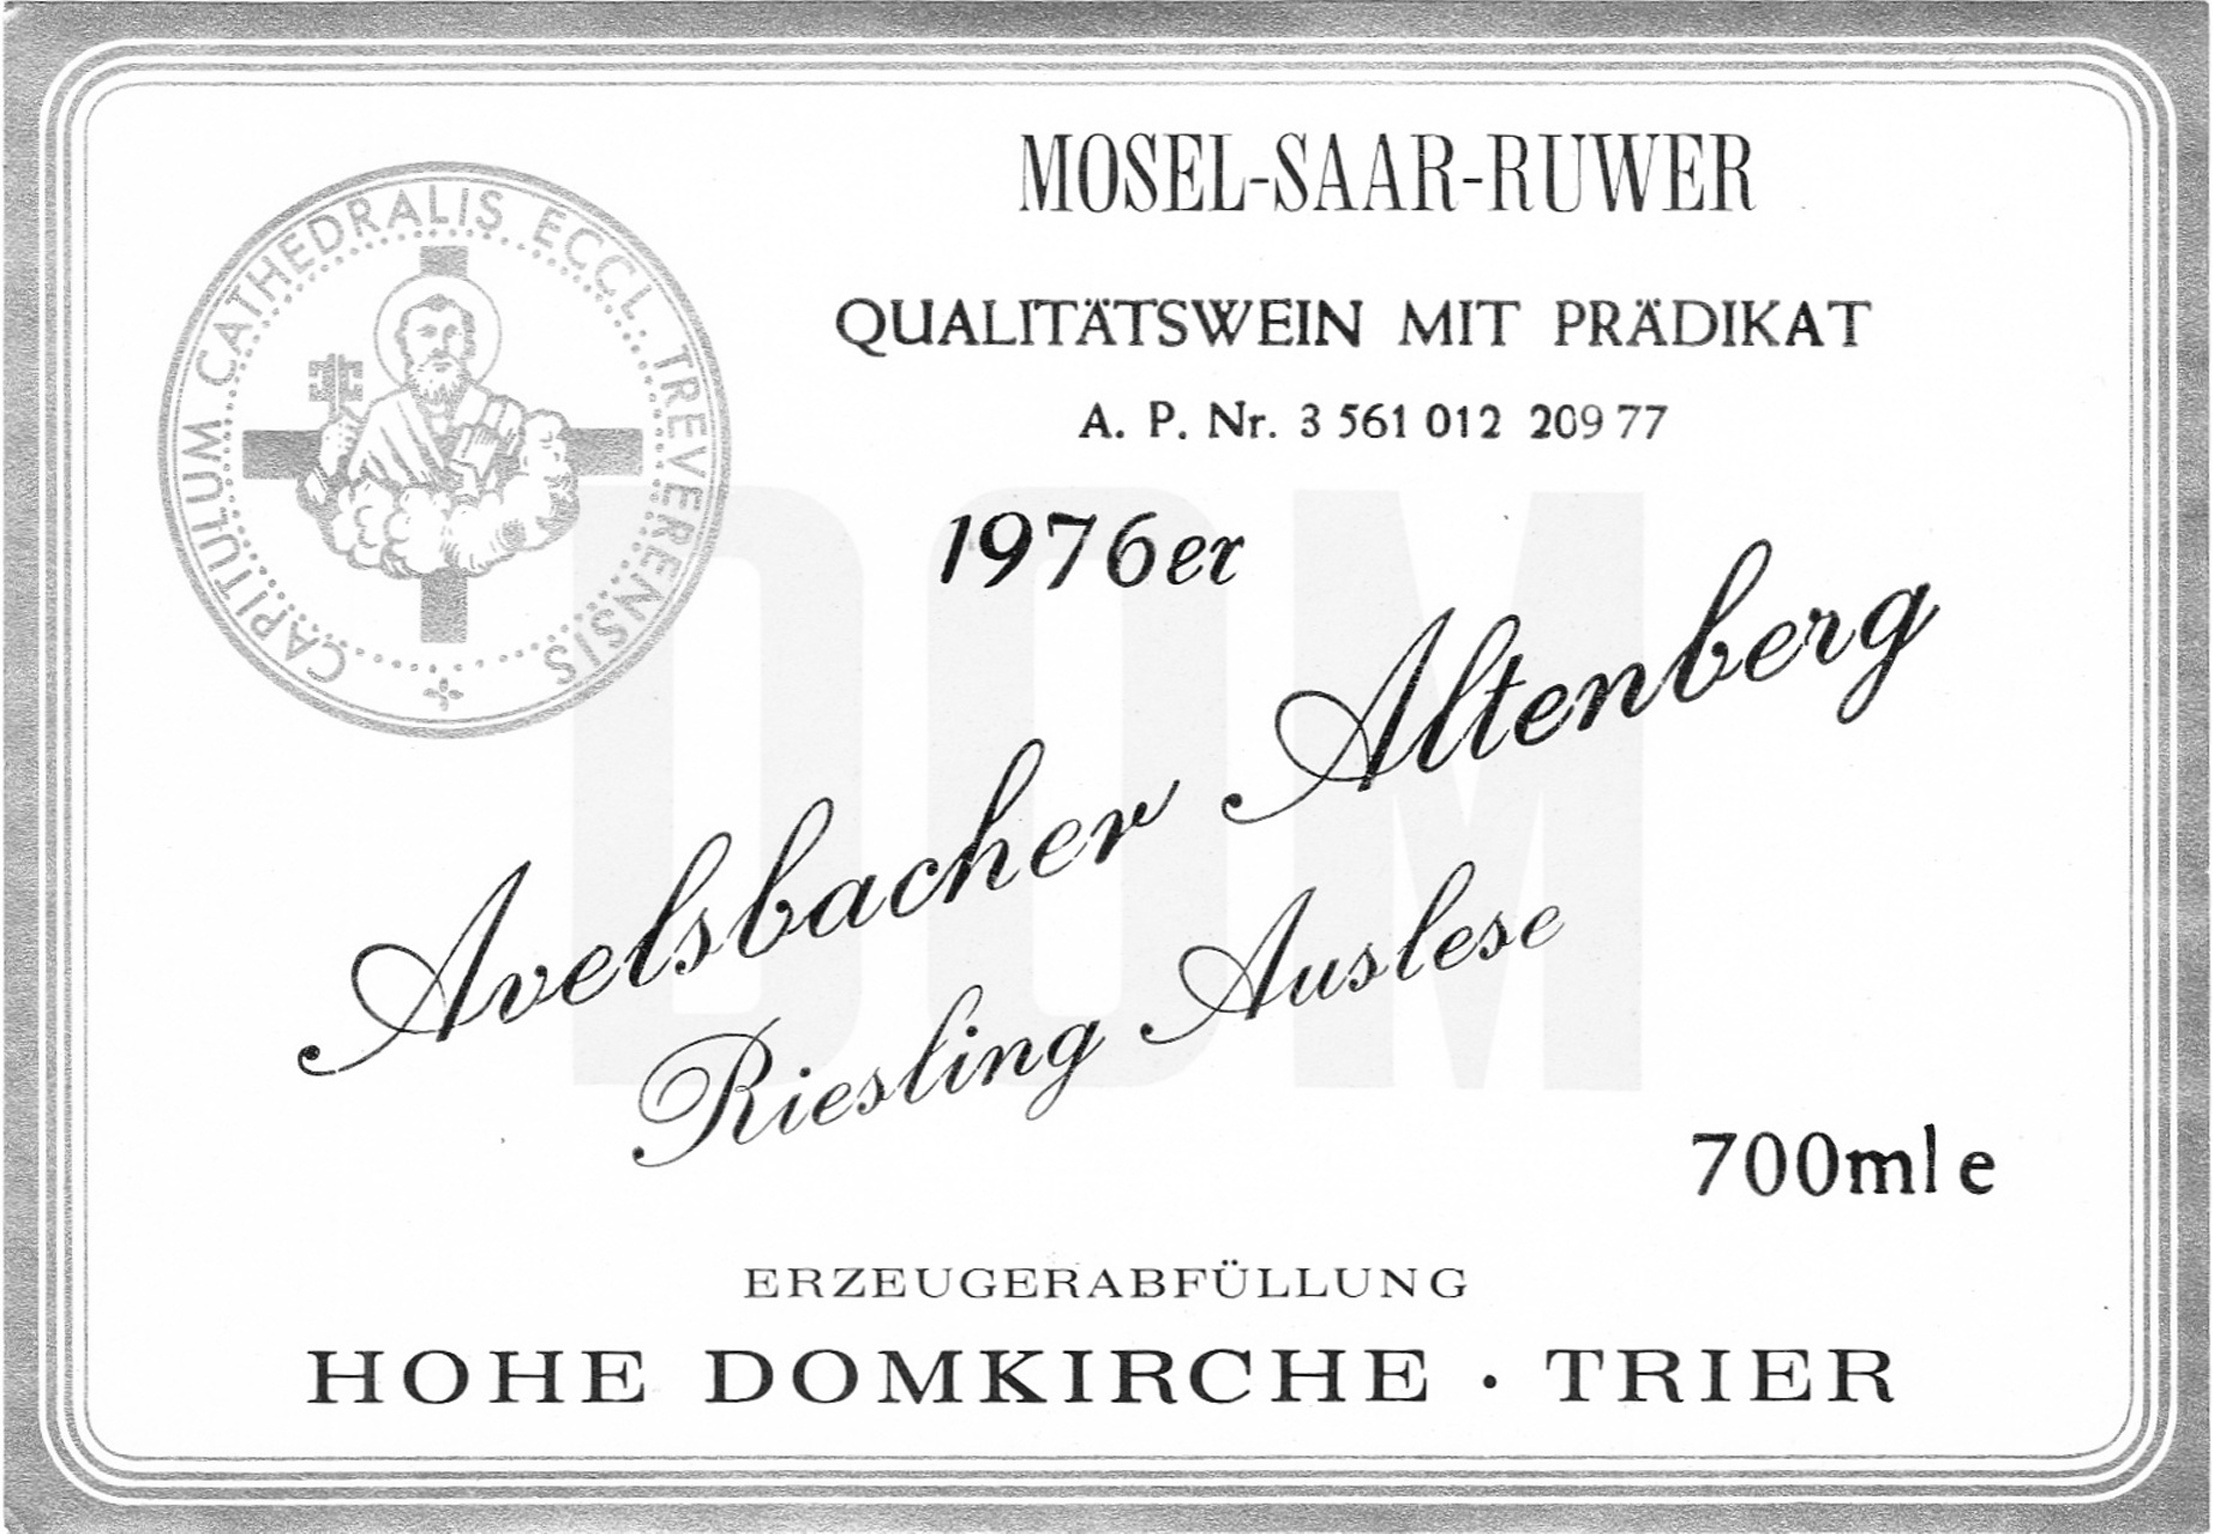 MOSEL-SAAR-RUWER
QUALITÄTSWEIN MIT PRÄDIKAT
A. P. Nr. 3 561 012 209 77
CAPITULUM CATHEDRALIS ECCL. TREVERENSIS
DOM
1976er
Avelsbacher Altenberg
Riesling Auslese
700ml e
ERZEUGERABFÜLLUNG
HOHE DOMKIRCHE · TRIER